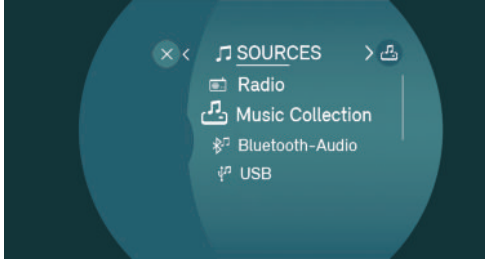 SOURCES
Radio
Music Collection
Bluetooth-Audio
USB